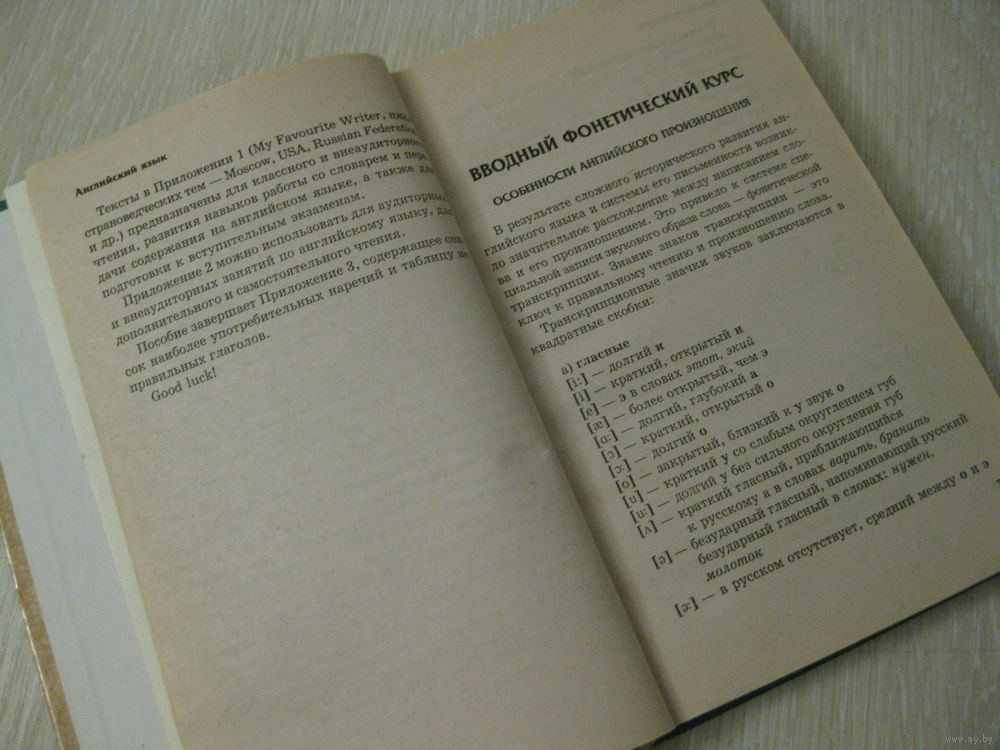 Английский язык
Тексты в Приложении 1 (My Favourite Writer,
страноведческих тем — Moscow, USA, Russian Federation
и др.) предназначены для классного и внеаудиторного
чтения, развития навыков работы со словарем и
дачи содержания на английском языке, а также для
подготовки к вступительным экзаменам.
Приложение 2 можно использовать для аудиторных
и внеаудиторных занятий по английскому языку, для
дополнительного и самостоятельного чтения.
Пособие завершает Приложение 3, содержащее
сок наиболее употребительных наречий и таблицу не
правильных глаголов.
Good luck!
ВВОДНЫЙ ФОНЕТИЧЕСКИЙ КУРС
ОСОБЕННОСТИ АНГЛИЙСКОГО ПРОИЗНОШЕНИЯ
В результате сложного исторического развития ан-
глийского языка и системы его письменности возник-
ло значительное расхождение между написанием сло-
ва и его произношением. Это привело к системе спе-
циальной записи звукового образа слова — фонетической
транскрипции. Знание знаков транскрипции — это
ключ к правильному чтению и произношению слова.
Транскрипционные значки звуков заключаются в
квадратные скобки:
а) гласные
[i:] — долгий и
[i] — краткий, открытый и
[e] — э в словах этот, экий
[æ] — более открытый, чем э
[ɑ:] — долгий, глубокий а
[ɔ] — краткий, открытый о
[ɔ:] — долгий о
[o] — закрытый, близкий к у звук о
[u] — краткий у со слабым округлением губ
[u:] — долгий у без сильного округления губ
[ʌ] — краткий гласный, приближающийся
к русскому а в словах варить, бранить
[ə] — безударный гласный, напоминающий русский
безударный гласный в словах: нужен,
молоток
[ə:] — в русском отсутствует, средний между о и э
www.ay.by